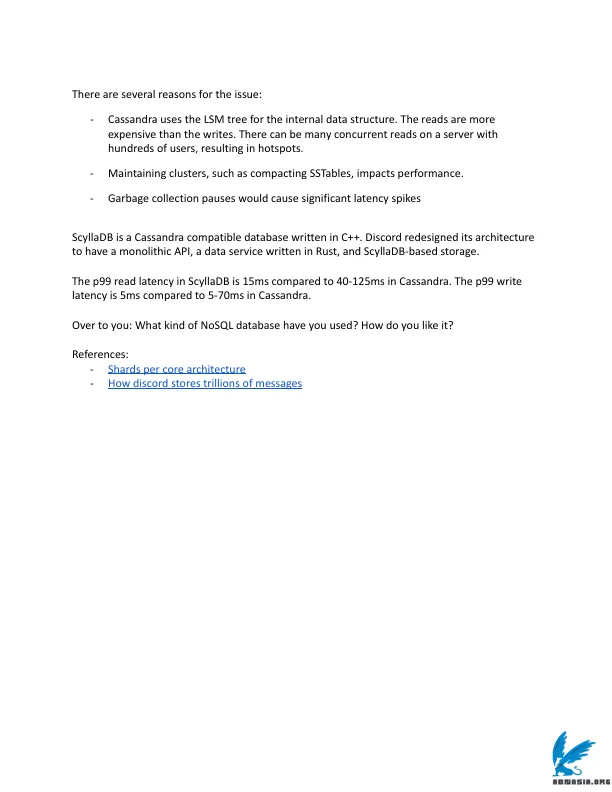 There are several reasons for the issue:
- Cassandra uses the LSM tree for the internal data structure. The reads are more
expensive than the writes. There can be many concurrent reads on a server with
hundreds of users, resulting in hotspots.
- Maintaining clusters, such as compacting SSTables, impacts performance.
- Garbage collection pauses would cause significant latency spikes
ScyllaDB is a Cassandra compatible database written in C++. Discord redesigned its architecture
to have a monolithic API, a data service written in Rust, and ScyllaDB-based storage.
The p99 read latency in ScyllaDB is 15ms compared to 40-125ms in Cassandra. The p99 write
latency is 5ms compared to 5-70ms in Cassandra.
Over to you: What kind of NoSQL database have you used? How do you like it?
References:
- Shards per core architecture
- How discord stores trillions of messages
ABNASIA.ORG